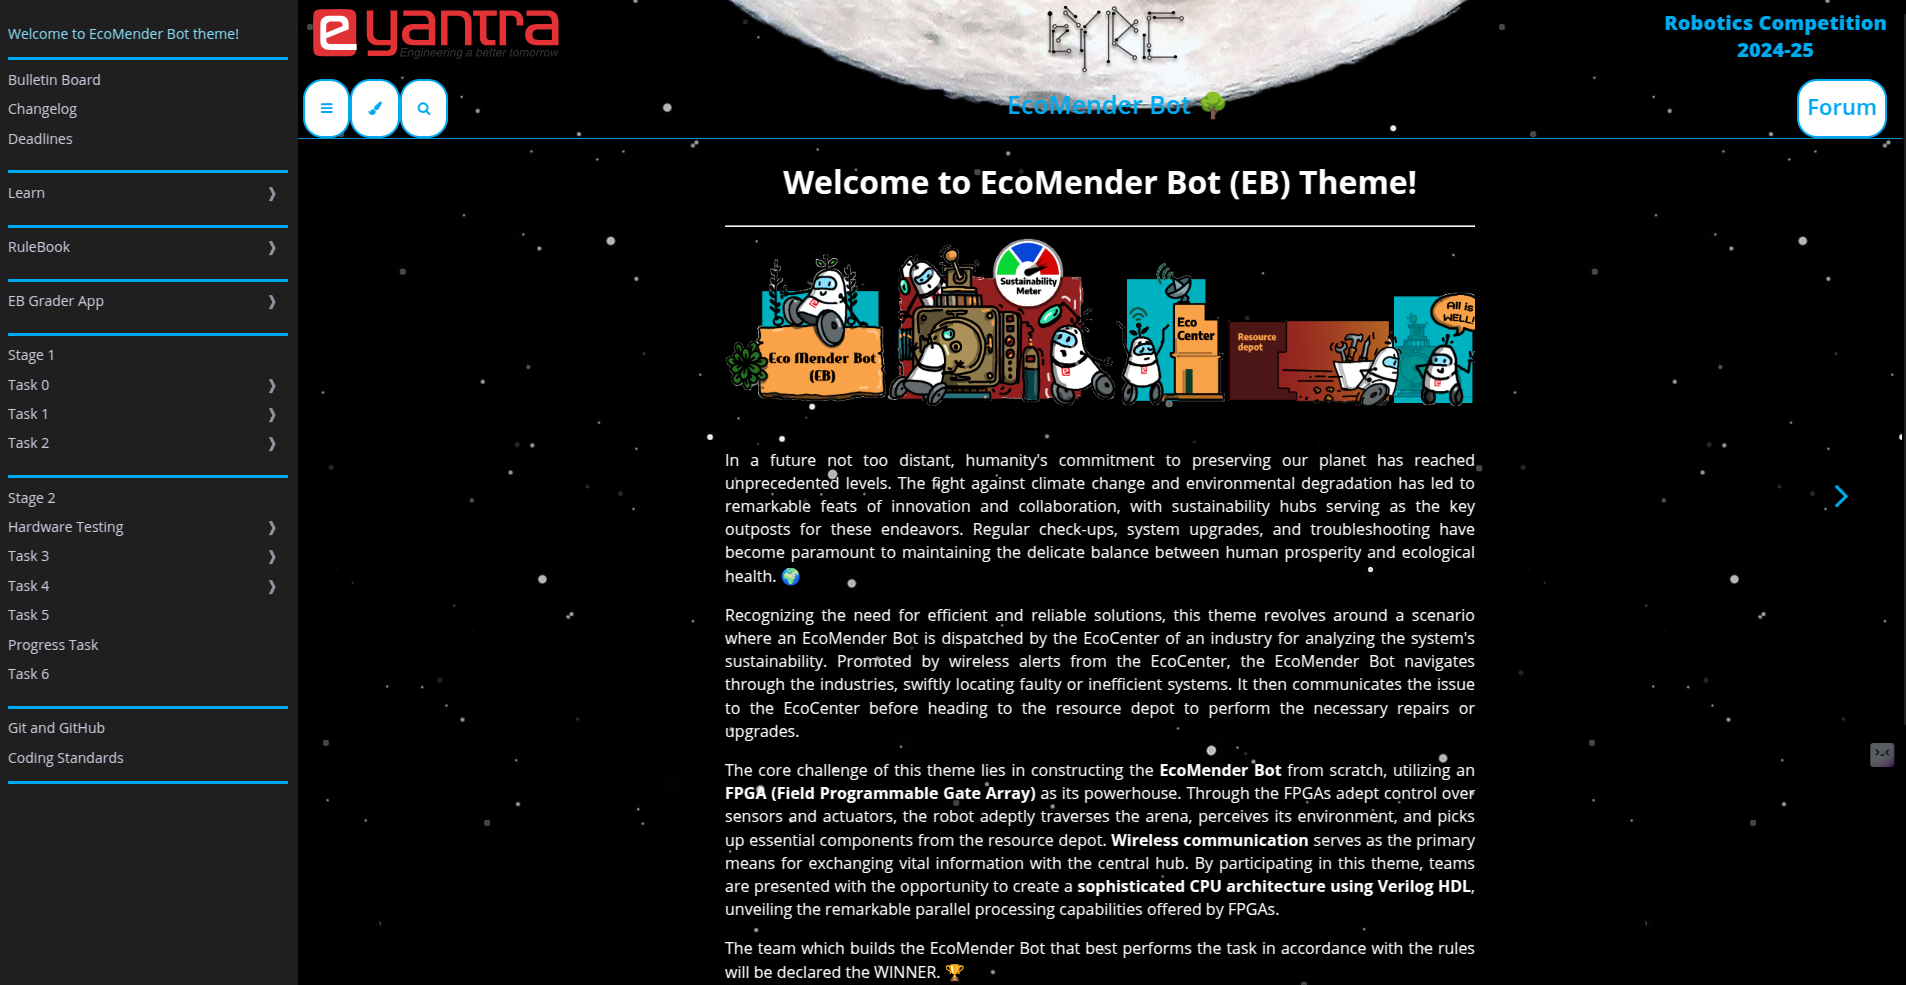 Welcome to EcoMender Bot theme!
Bulletin Board
Changelog
Deadlines
Learn
RuleBook
EB Grader App
Stage 1
Task 0
Task 1
Task 2
Stage 2
Hardware Testing
Task 3
Task 4
Task 5
Progress Task
Task 6
Git and GitHub
Coding Standards
eyantra
Engineering a better tomorrow
eYRC
Robotics Competition
2024-25
EcoMender Bot 🌳
Forum
Welcome to EcoMender Bot (EB) Theme!
Eco Mender Bot
(EB)
Sustainability
Meter
Eco
Center
Resource
depot
All is
WELL!
In a future not too distant, humanity's commitment to preserving our planet has reached
unprecedented levels. The fight against climate change and environmental degradation has led to
remarkable feats of innovation and collaboration, with sustainability hubs serving as the key
outposts for these endeavors. Regular check-ups, system upgrades, and troubleshooting have
become paramount to maintaining the delicate balance between human prosperity and ecological
health. 🌍
Recognizing the need for efficient and reliable solutions, this theme revolves around a scenario
where an EcoMender Bot is dispatched by the EcoCenter of an industry for analyzing the system's
sustainability. Promoted by wireless alerts from the EcoCenter, the EcoMender Bot navigates
through the industries, swiftly locating faulty or inefficient systems. It then communicates the issue
to the EcoCenter before heading to the resource depot to perform the necessary repairs or
upgrades.
The core challenge of this theme lies in constructing the EcoMender Bot from scratch, utilizing an
FPGA (Field Programmable Gate Array) as its powerhouse. Through the FPGAs adept control over
sensors and actuators, the robot adeptly traverses the arena, perceives its environment, and picks
up essential components from the resource depot. Wireless communication serves as the primary
means for exchanging vital information with the central hub. By participating in this theme, teams
are presented with the opportunity to create a sophisticated CPU architecture using Verilog HDL,
unveiling the remarkable parallel processing capabilities offered by FPGAs.
The team which builds the EcoMender Bot that best performs the task in accordance with the rules
will be declared the WINNER. 🏆